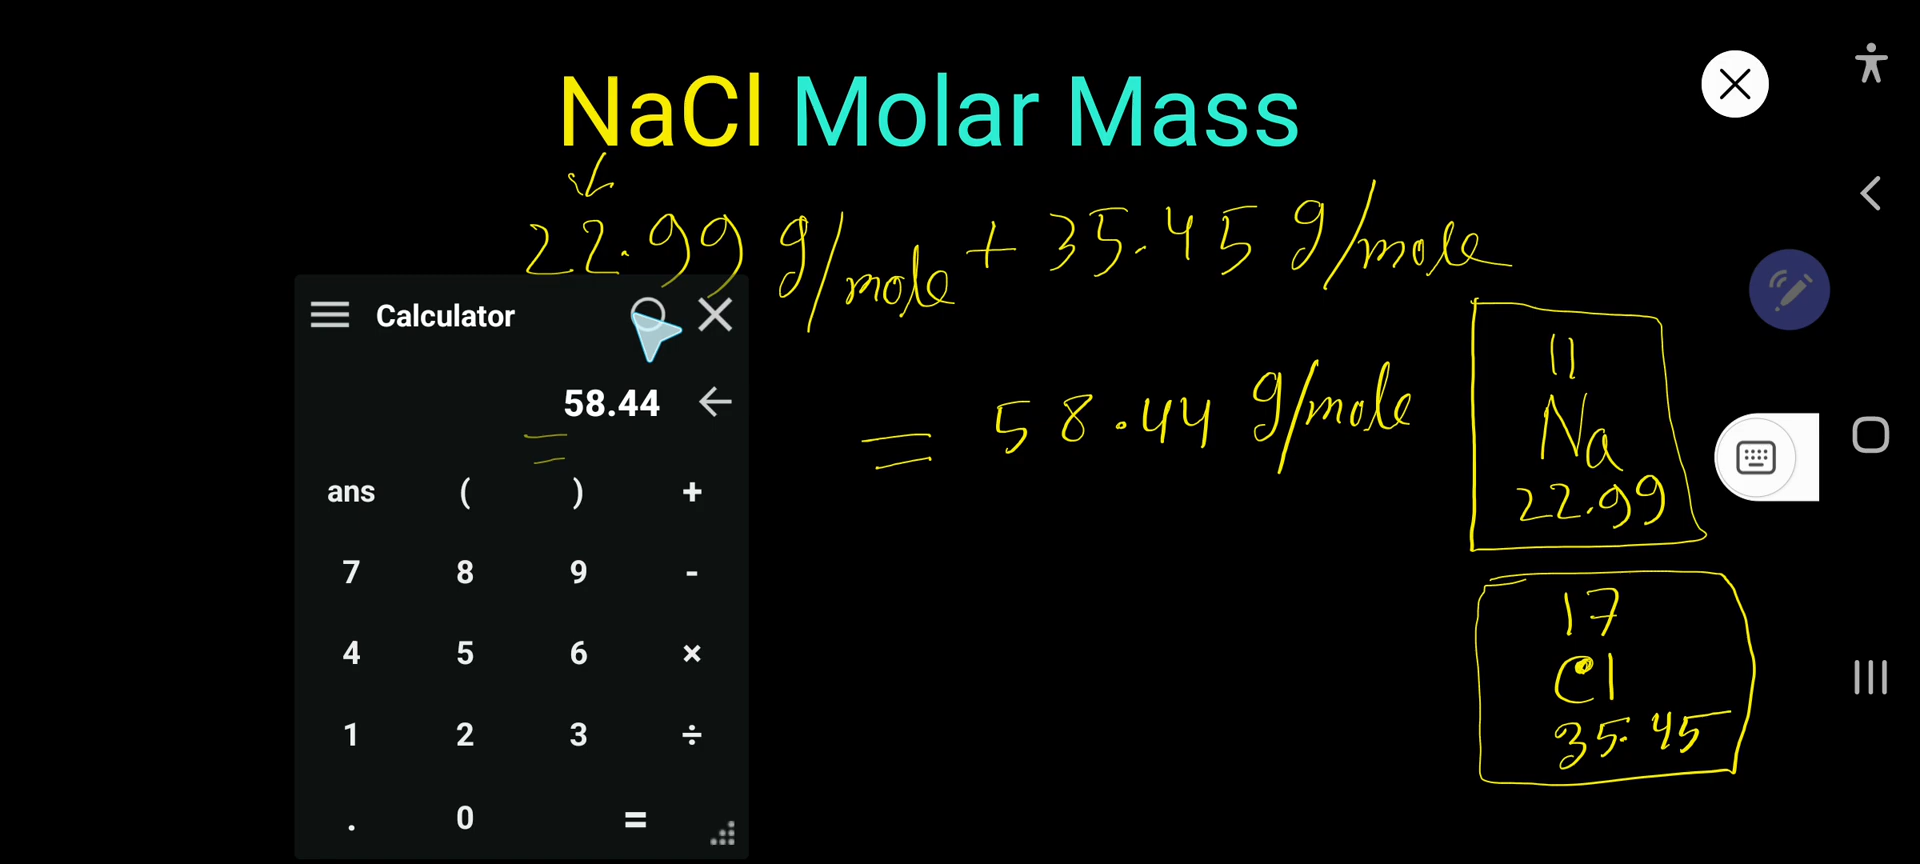 NaCl Molar Mass
22.99 g/mole + 35.45 g/mole
= 58.44 g/mole
Calculator
58.44
=
ans ( ) +
7 8 9 -
4 5 6 ×
1 2 3 ÷
. 0 =
11
Na
22.99
17
Cl
35.45